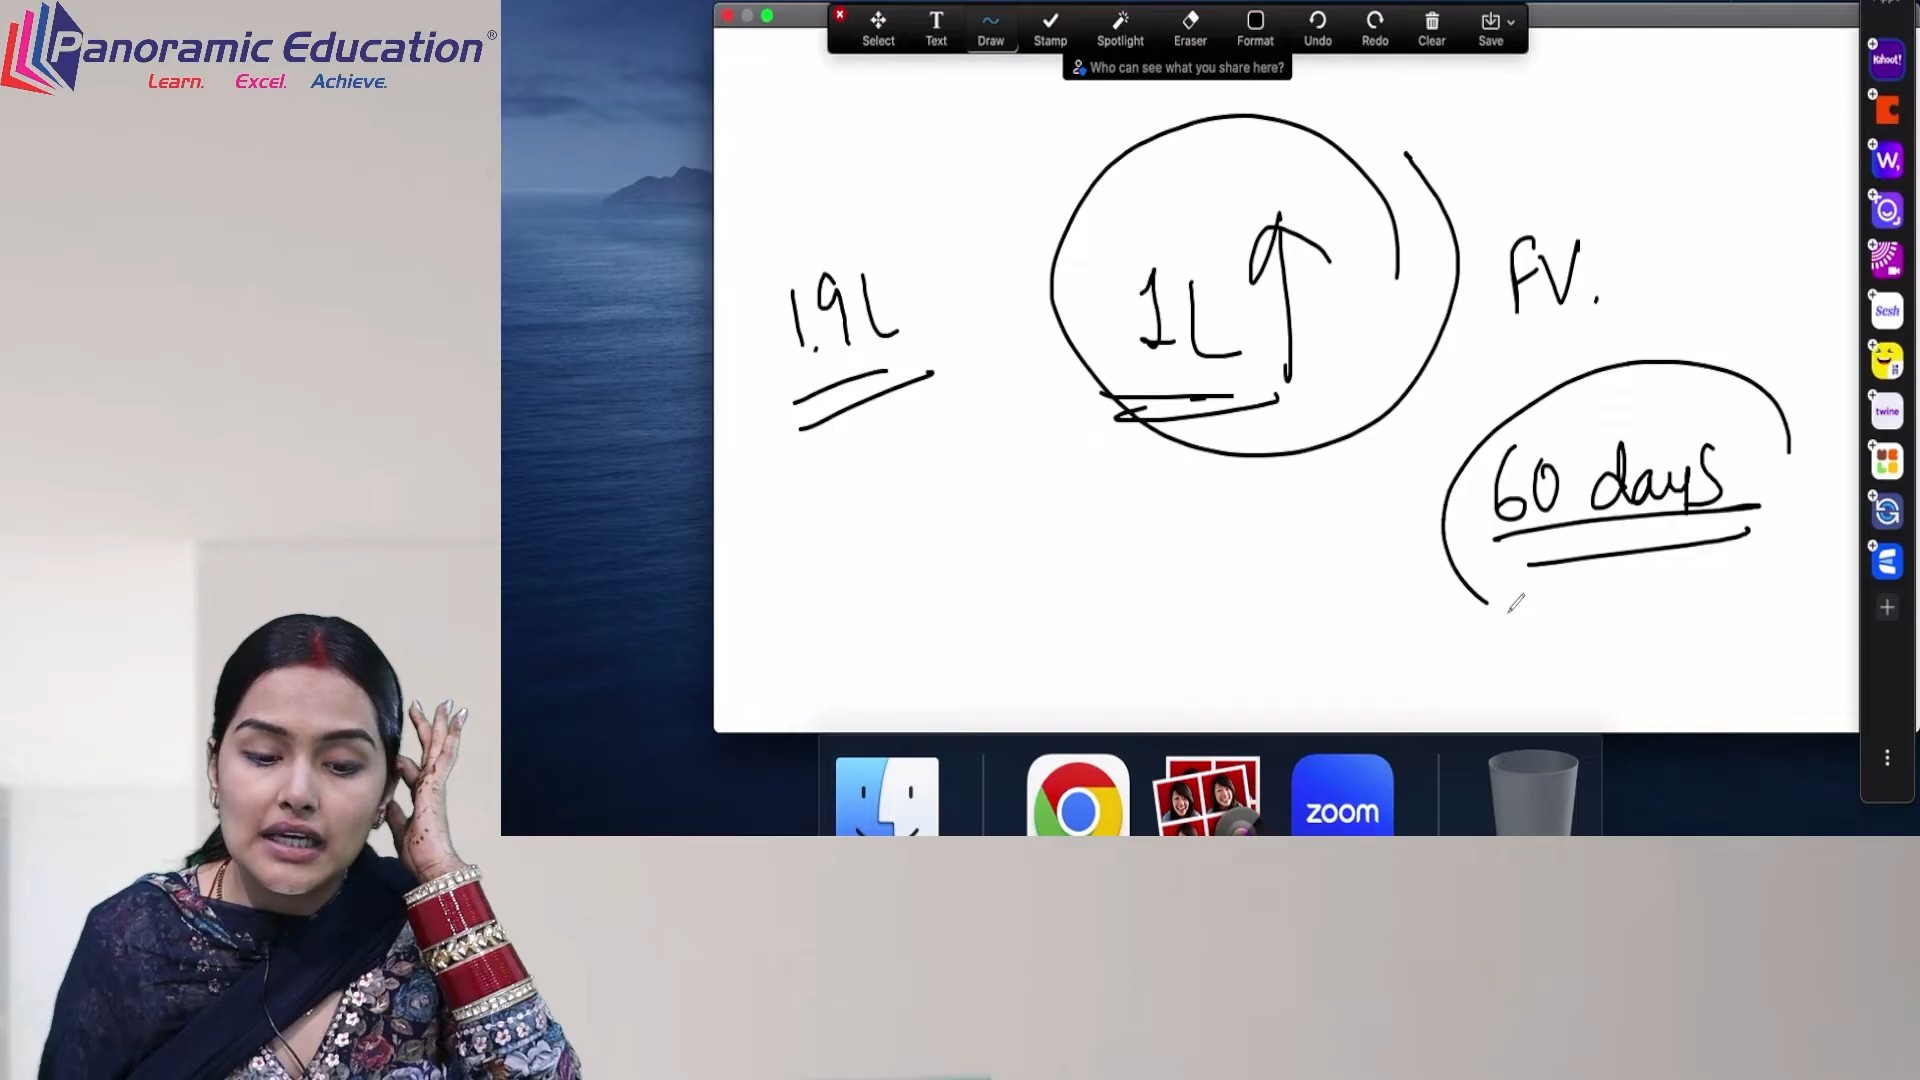 Panoramic Education®
Learn. Excel. Achieve.
Select Text Draw Stamp Spotlight Eraser Format Undo Redo Clear Save
Who can see what you share here?
1.9L
1L
FV.
60 days
Kahoot!
W,
Sesh
twine
zoom